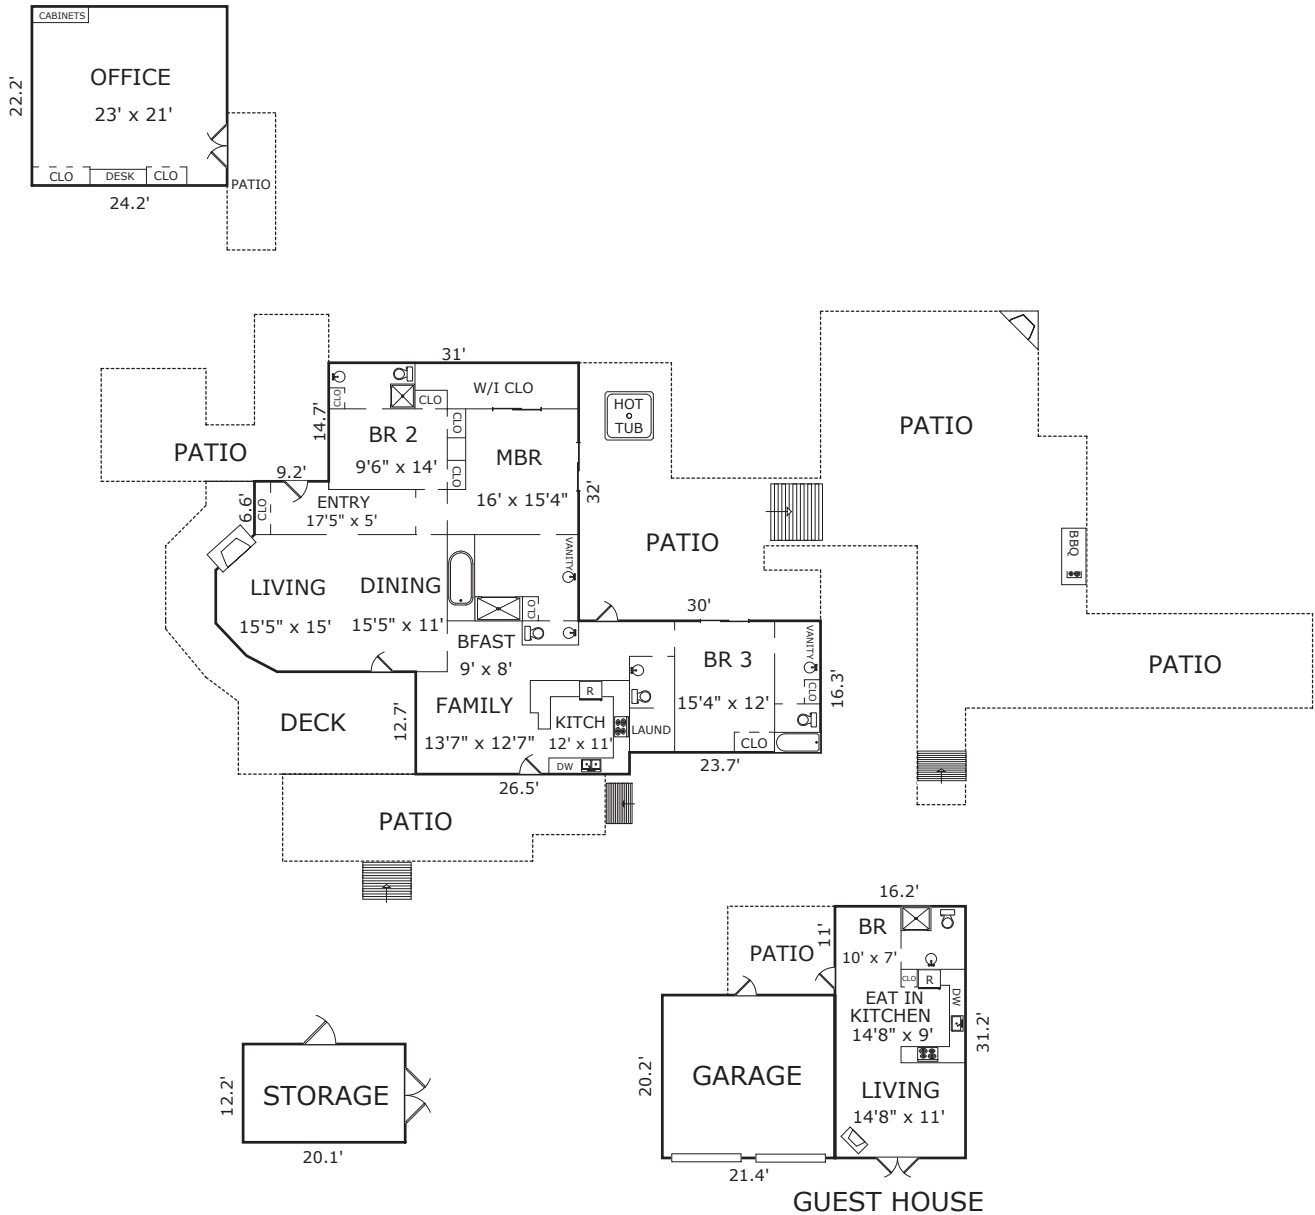 CABINETS
OFFICE
23' x 21'
22.2'
CLO
DESK
CLO
PATIO
24.2'
31'
W/I CLO
CLO
CLO
HOT
TUB
14.7'
BR 2
9'6" x 14'
CLO
CLO
MBR
16' x 15'4"
PATIO
PATIO
9.2'
6.6'
CLO
ENTRY
17'5" x 5'
32'
PATIO
BBQ
VANITY
LIVING
15'5" x 15'
DINING
15'5" x 11'
CLO
30'
BFAST
9' x 8'
BR 3
15'4" x 12'
VANITY
CLO
16.3'
PATIO
DECK
12.7'
FAMILY
13'7" x 12'7"
R
KITCH
12' x 11'
LAUND
DW
CLO
23.7'
26.5'
PATIO
16.2'
11'
BR
10' x 7'
PATIO
CLO
R
DW
EAT IN
KITCHEN
14'8" x 9'
31.2'
GARAGE
20.2'
LIVING
14'8" x 11'
STORAGE
12.2'
20.1'
21.4'
GUEST HOUSE